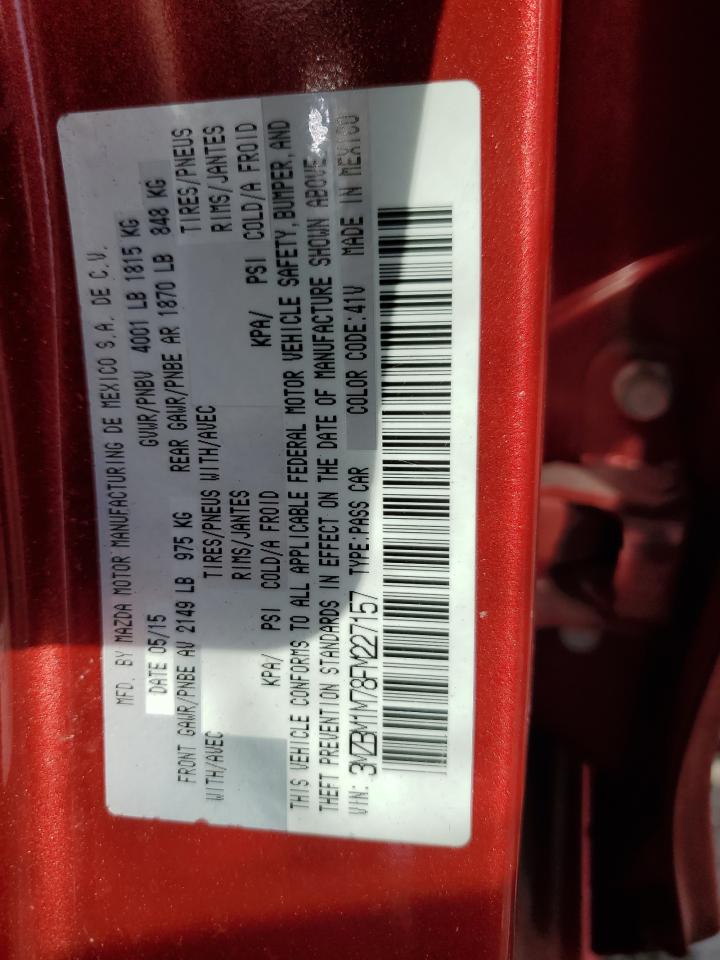 MFD. BY MAZDA MOTOR MANUFACTURING DE MEXICO S.A. DE C.V.
DATE 05/15 GVWR/PNBV 4001 LB 1815 KG
FRONT GAWR/PNBE AV 2149 LB 975 KG REAR GAWR/PNBE AR 1870 LB 848 KG
WITH/AVEC TIRES/PNEUS WITH/AVEC TIRES/PNEUS
RIMS/JANTES RIMS/JANTES
KPA/ PSI COLD/A FROID KPA/ PSI COLD/A FROID
THIS VEHICLE CONFORMS TO ALL APPLICABLE FEDERAL MOTOR VEHICLE SAFETY, BUMPER, AND
THEFT PREVENTION STANDARDS IN EFFECT ON THE DATE OF MANUFACTURE SHOWN ABOVE.
VIN: 3MZBM1M78FM227157 TYPE:PASS CAR COLOR CODE:41V MADE IN MEXICO